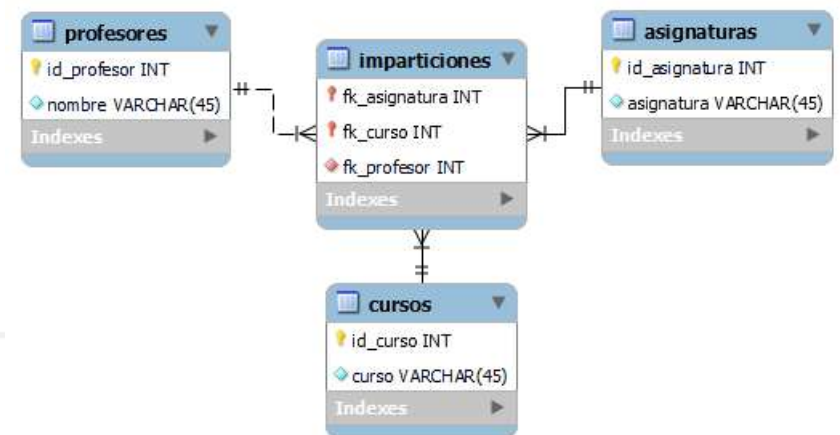 profesores
id_profesor INT
nombre VARCHAR(45)
Indexes
imparticiones
fk_asignatura INT
fk_curso INT
fk_profesor INT
Indexes
asignaturas
id_asignatura INT
asignatura VARCHAR(45)
Indexes
cursos
id_curso INT
curso VARCHAR(45)
Indexes